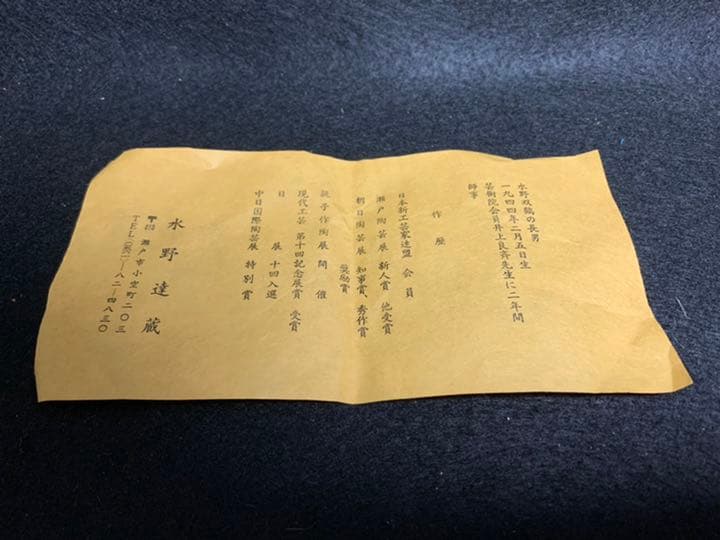 水野双鶴の長男
一九四四年二月五日生
芸術院会員井上良斉先生に二年間
師事
作歴
日本新工芸家連盟 会員
瀬戸陶芸展 新人賞 他受賞
朝日陶芸展 知事賞、秀作賞
奨励賞
親子作陶展 開催
現代工芸 第十回記念展賞 受賞
日展 十回入選
中日国際陶芸展 特別賞
水野達蔵
瀬戸市小空町二〇三
TEL(〇五六一)八二―四八三〇